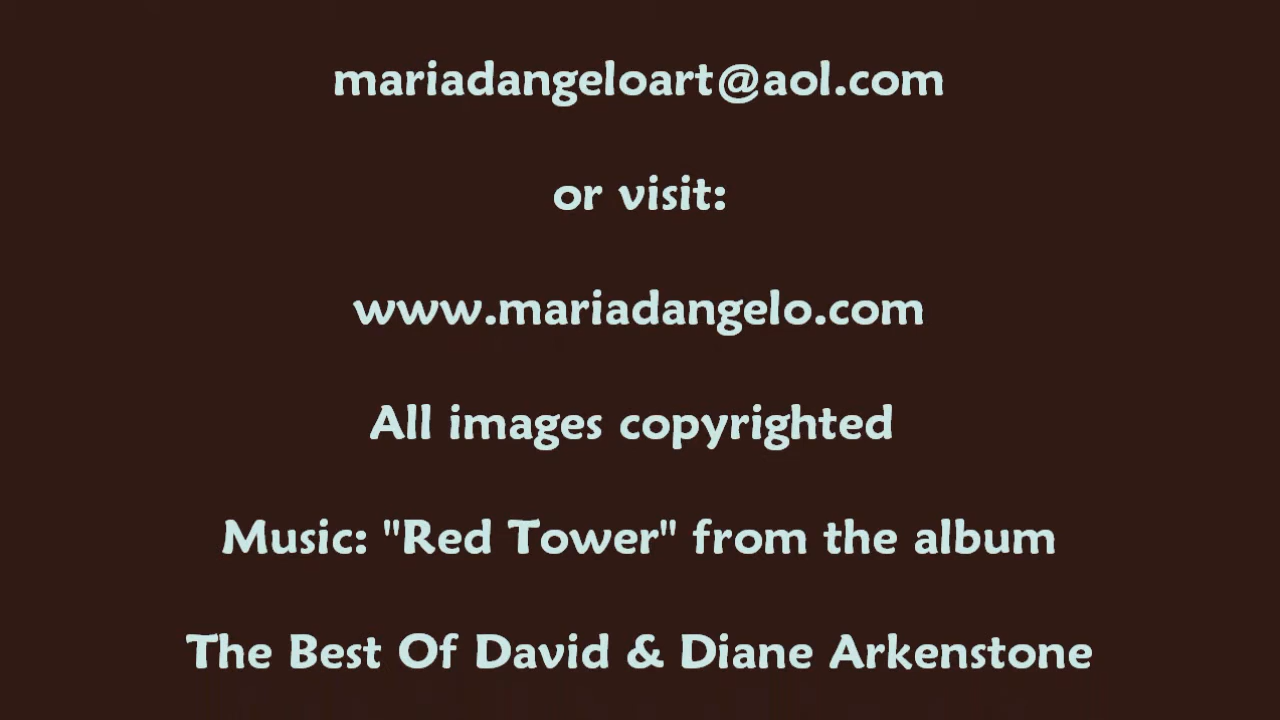 mariadangeloart@aol.com
or visit:
www.mariadangelo.com
All images copyrighted
Music: "Red Tower" from the album
The Best Of David & Diane Arkenstone